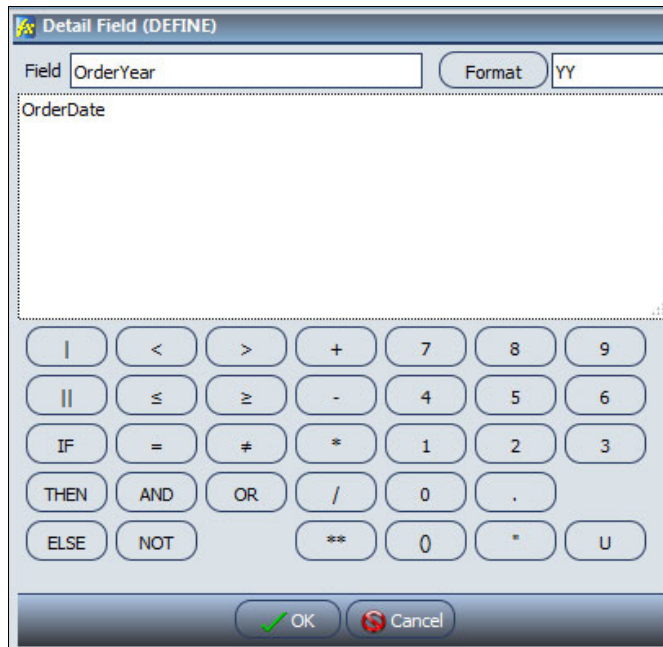 Detail Field (DEFINE)
Field OrderYear Format YY
OrderDate
| < > + 7 8 9
|| ≤ ≥ - 4 5 6
IF = ≠ * 1 2 3
THEN AND OR / 0 .
ELSE NOT ** () " U
OK Cancel